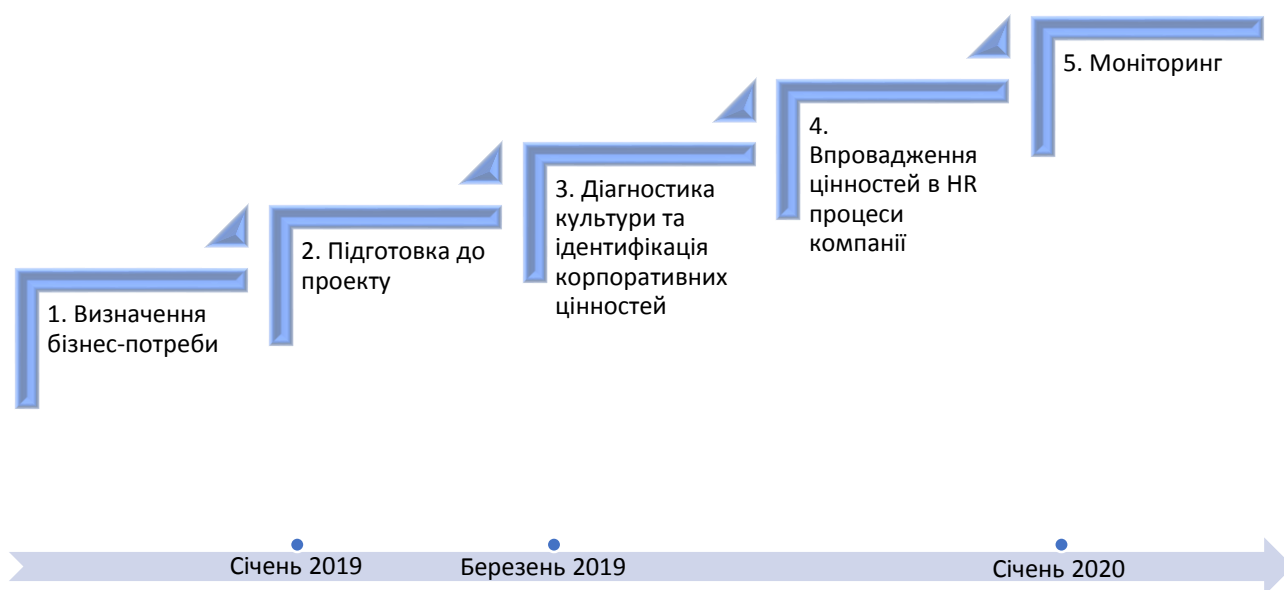 1. Визначення
бізнес-потреби
2. Підготовка до
проекту
3. Діагностика
культури та
ідентифікація
корпоративних
цінностей
4.
Впровадження
цінностей в HR
процеси
компанії
5. Моніторинг
Січень 2019
Березень 2019
Січень 2020